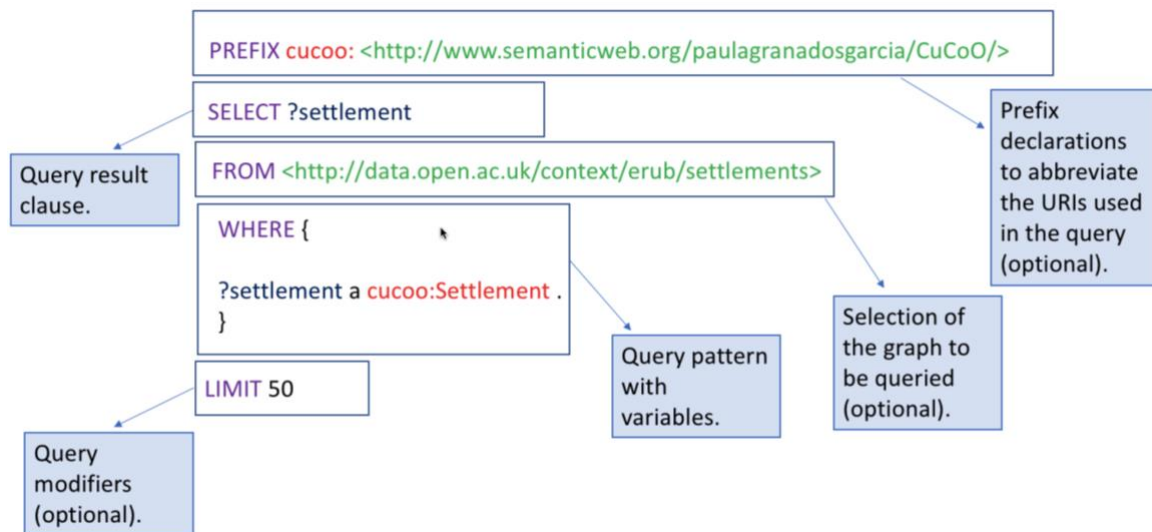 PREFIX cucoo: <http://www.semanticweb.org/paulagranadosgarcia/CuCoO/>
SELECT ?settlement
FROM <http://data.open.ac.uk/context/erub/settlements>
WHERE {
?settlement a cucoo:Settlement .
}
LIMIT 50
Query result
clause.
Prefix
declarations
to abbreviate
the URIs used
in the query
(optional).
Selection of
the graph to
be queried
(optional).
Query pattern
with
variables.
Query
modifiers
(optional).